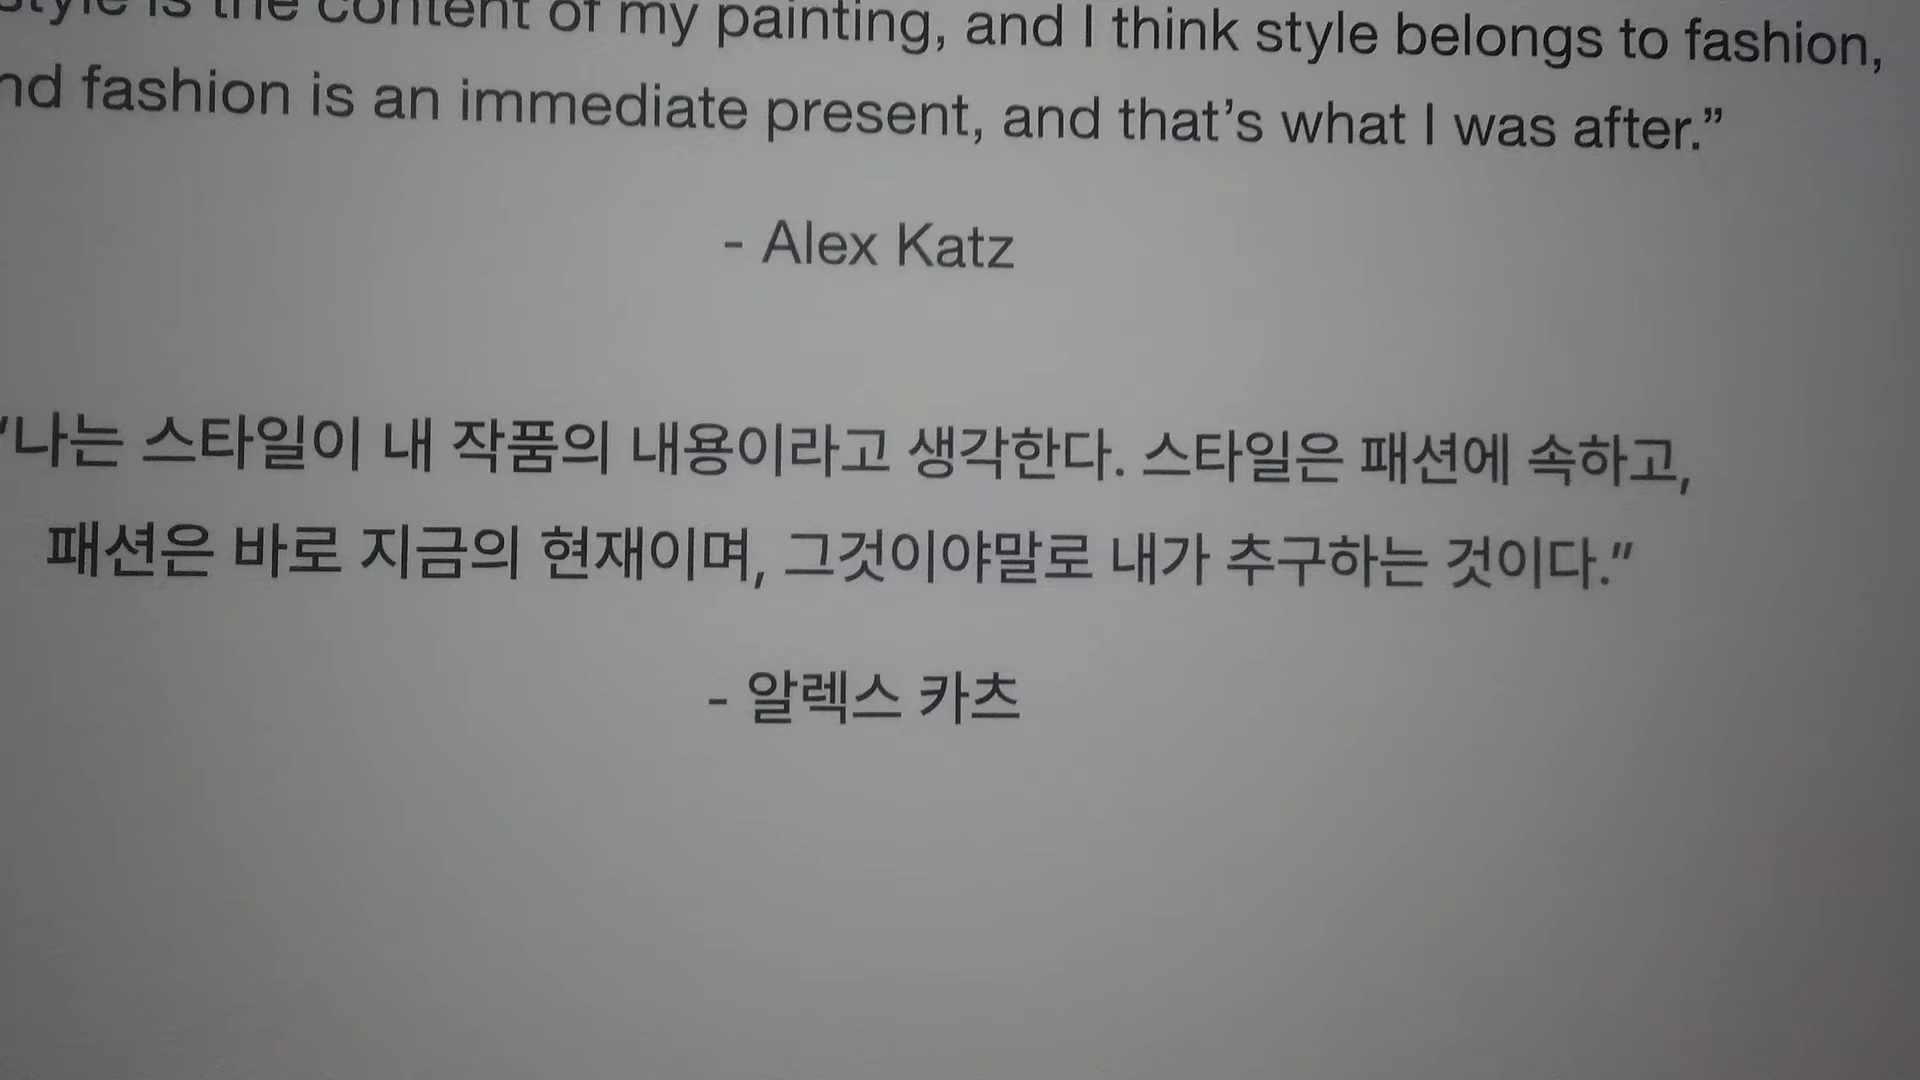 style is the content of my painting, and I think style belongs to fashion,
nd fashion is an immediate present, and that’s what I was after.”
- Alex Katz
"나는 스타일이 내 작품의 내용이라고 생각한다. 스타일은 패션에 속하고,
패션은 바로 지금의 현재이며, 그것이야말로 내가 추구하는 것이다."
- 알렉스 카츠